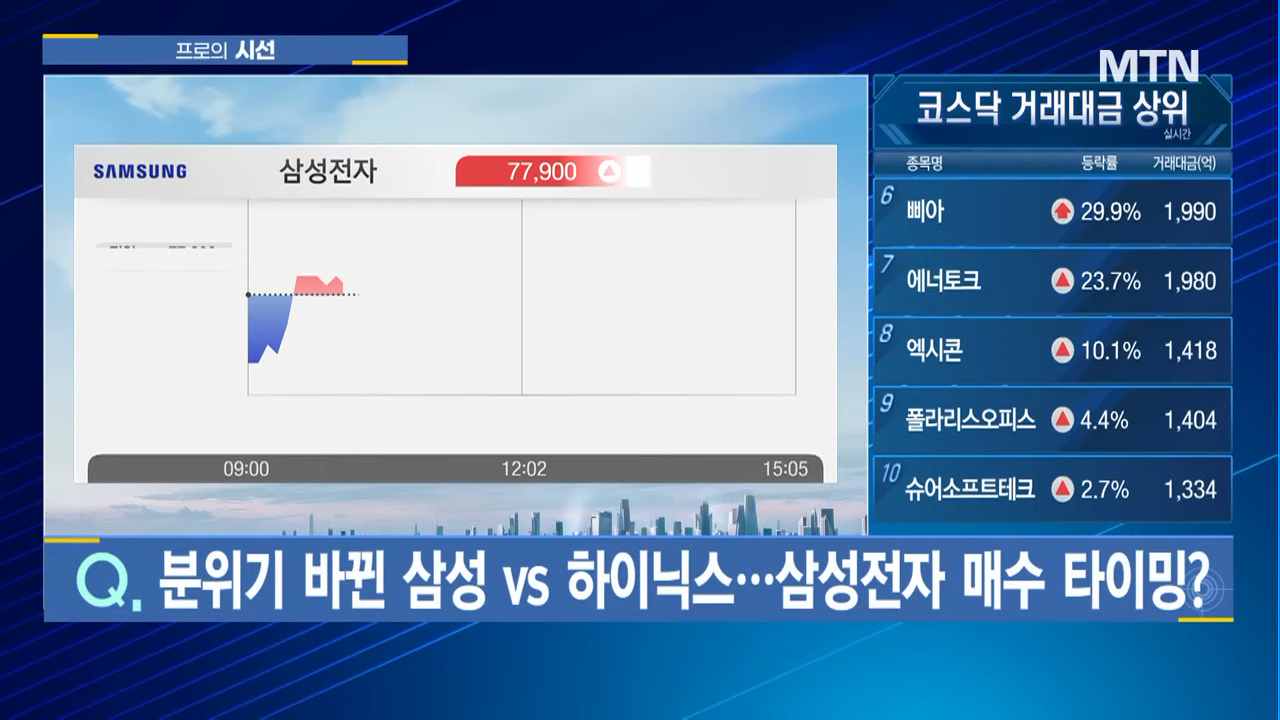 프로의 시선
MTN
SAMSUNG 삼성전자 77,900
09:00 12:02 15:05
코스닥 거래대금 상위
실시간
종목명 등락률 거래대금(억)
6 삐아 29.9% 1,990
7 에너토크 23.7% 1,980
8 엑시콘 10.1% 1,418
9 폴라리스오피스 4.4% 1,404
10 슈어소프트테크 2.7% 1,334
Q. 분위기 바뀐 삼성 vs 하이닉스…삼성전자 매수 타이밍?